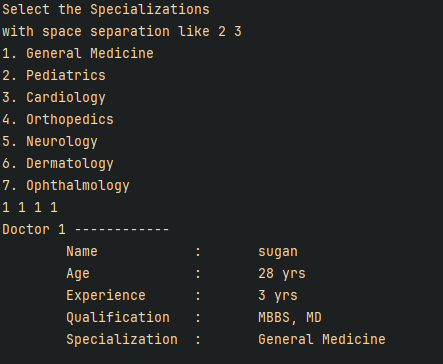 Select the Specializations
with space separation like 2 3
1. General Medicine
2. Pediatrics
3. Cardiology
4. Orthopedics
5. Neurology
6. Dermatology
7. Ophthalmology
1 1 1 1
Doctor 1 ------------
Name : sugan
Age : 28 yrs
Experience : 3 yrs
Qualification : MBBS, MD
Specialization : General Medicine